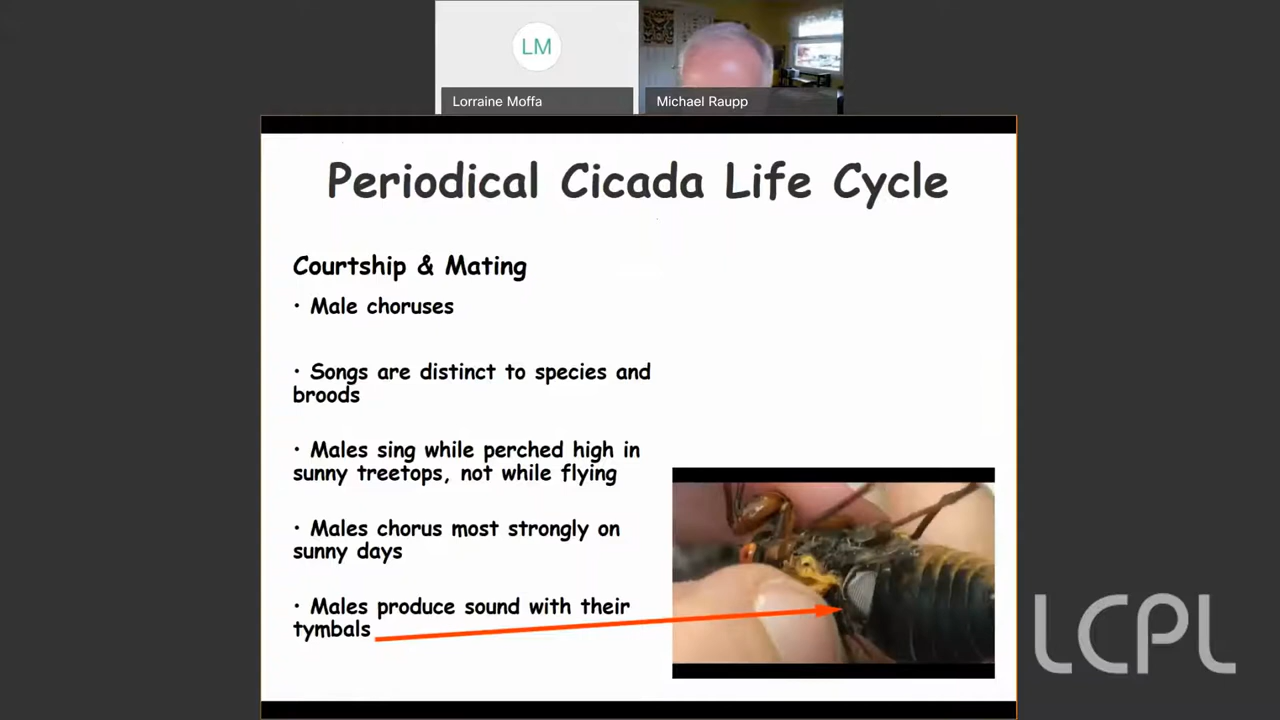 LM
Lorraine Moffa
Michael Raupp
Periodical Cicada Life Cycle
Courtship & Mating
• Male choruses
• Songs are distinct to species and
broods
• Males sing while perched high in
sunny treetops, not while flying
• Males chorus most strongly on
sunny days
• Males produce sound with their
tymbals
LCPL